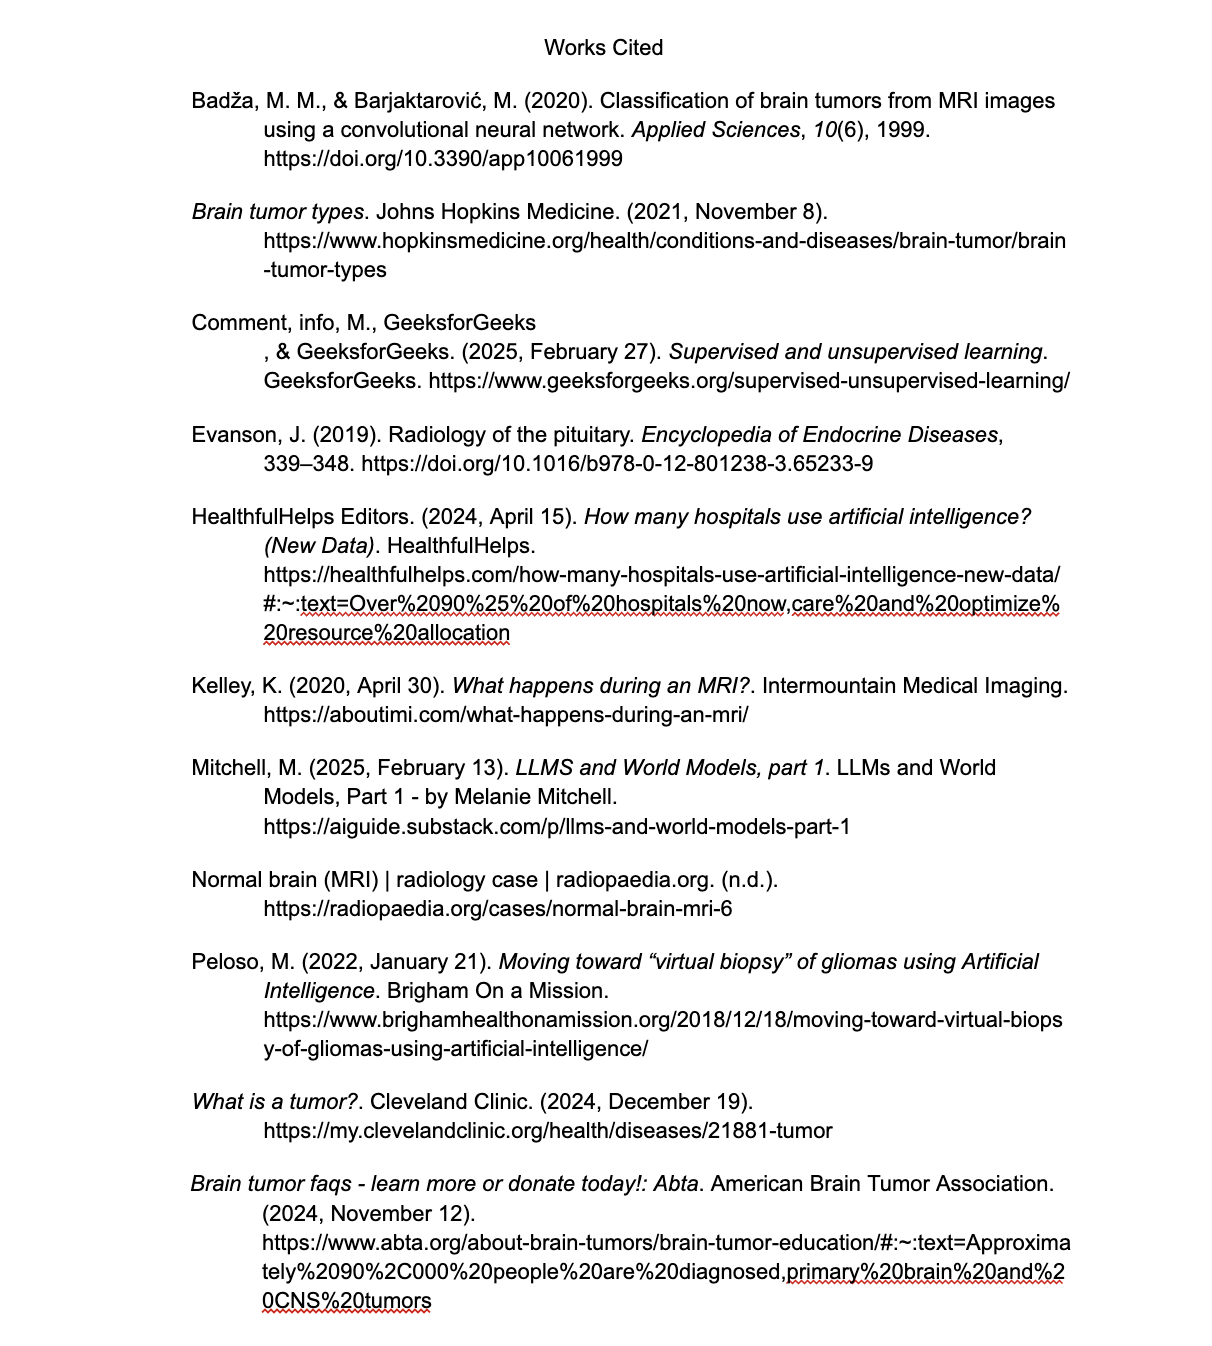 Works Cited
Badža, M. M., & Barjaktarović, M. (2020). Classification of brain tumors from MRI images
using a convolutional neural network. Applied Sciences, 10(6), 1999.
https://doi.org/10.3390/app10061999
Brain tumor types. Johns Hopkins Medicine. (2021, November 8).
https://www.hopkinsmedicine.org/health/conditions-and-diseases/brain-tumor/brain
-tumor-types
Comment, info, M., GeeksforGeeks
, & GeeksforGeeks. (2025, February 27). Supervised and unsupervised learning.
GeeksforGeeks. https://www.geeksforgeeks.org/supervised-unsupervised-learning/
Evanson, J. (2019). Radiology of the pituitary. Encyclopedia of Endocrine Diseases,
339–348. https://doi.org/10.1016/b978-0-12-801238-3.65233-9
HealthfulHelps Editors. (2024, April 15). How many hospitals use artificial intelligence?
(New Data). HealthfulHelps.
https://healthfulhelps.com/how-many-hospitals-use-artificial-intelligence-new-data/
#:~:text=Over%2090%25%20of%20hospitals%20now,care%20and%20optimize%
20resource%20allocation
Kelley, K. (2020, April 30). What happens during an MRI?. Intermountain Medical Imaging.
https://aboutimi.com/what-happens-during-an-mri/
Mitchell, M. (2025, February 13). LLMS and World Models, part 1. LLMs and World
Models, Part 1 - by Melanie Mitchell.
https://aiguide.substack.com/p/llms-and-world-models-part-1
Normal brain (MRI) | radiology case | radiopaedia.org. (n.d.).
https://radiopaedia.org/cases/normal-brain-mri-6
Peloso, M. (2022, January 21). Moving toward “virtual biopsy” of gliomas using Artificial
Intelligence. Brigham On a Mission.
https://www.brighamhealthonamission.org/2018/12/18/moving-toward-virtual-biops
y-of-gliomas-using-artificial-intelligence/
What is a tumor?. Cleveland Clinic. (2024, December 19).
https://my.clevelandclinic.org/health/diseases/21881-tumor
Brain tumor faqs - learn more or donate today!: Abta. American Brain Tumor Association.
(2024, November 12).
https://www.abta.org/about-brain-tumors/brain-tumor-education/#:~:text=Approxima
tely%2090%2C000%20people%20are%20diagnosed,primary%20brain%20and%2
0CNS%20tumors